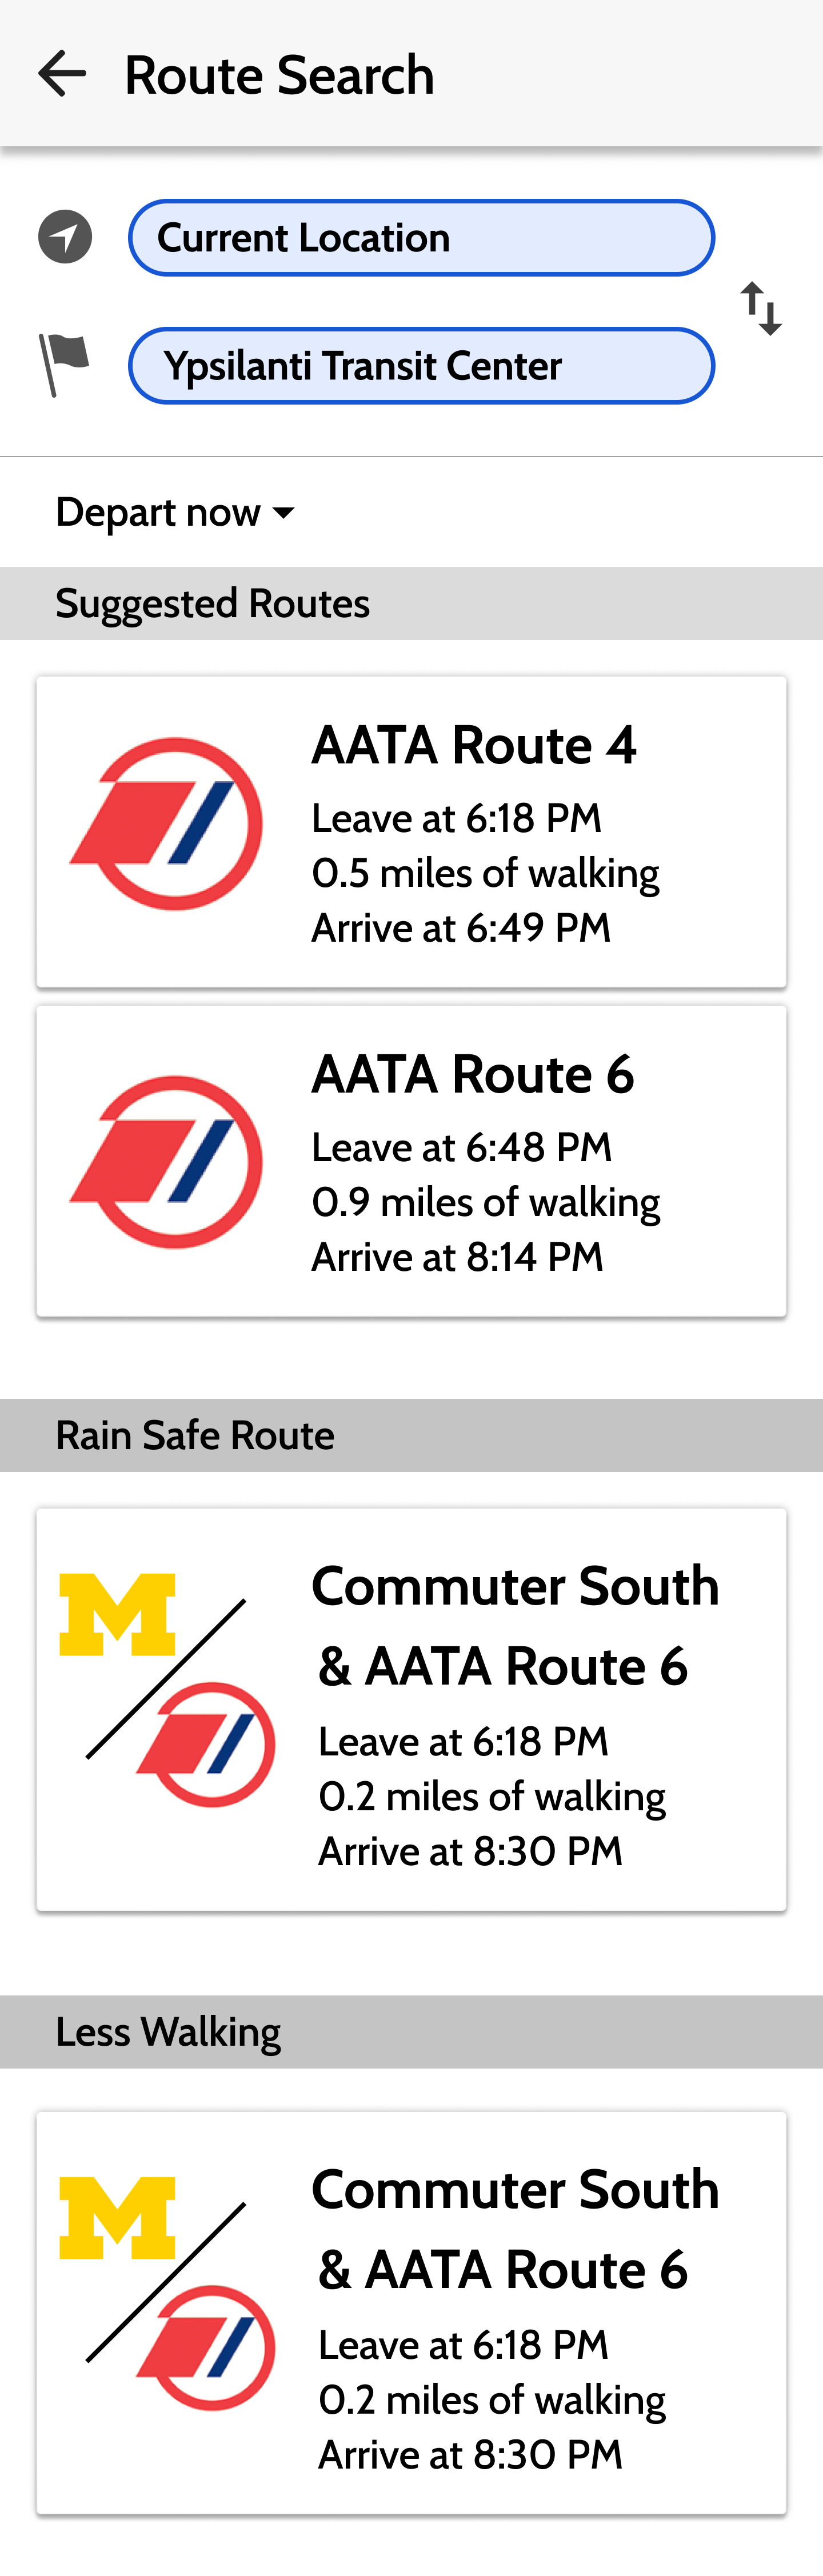 Route Search
Current Location
Ypsilanti Transit Center
Depart now
Suggested Routes
AATA Route 4
Leave at 6:18 PM
0.5 miles of walking
Arrive at 6:49 PM
AATA Route 6
Leave at 6:48 PM
0.9 miles of walking
Arrive at 8:14 PM
Rain Safe Route
M
Commuter South
& AATA Route 6
Leave at 6:18 PM
0.2 miles of walking
Arrive at 8:30 PM
Less Walking
M
Commuter South
& AATA Route 6
Leave at 6:18 PM
0.2 miles of walking
Arrive at 8:30 PM